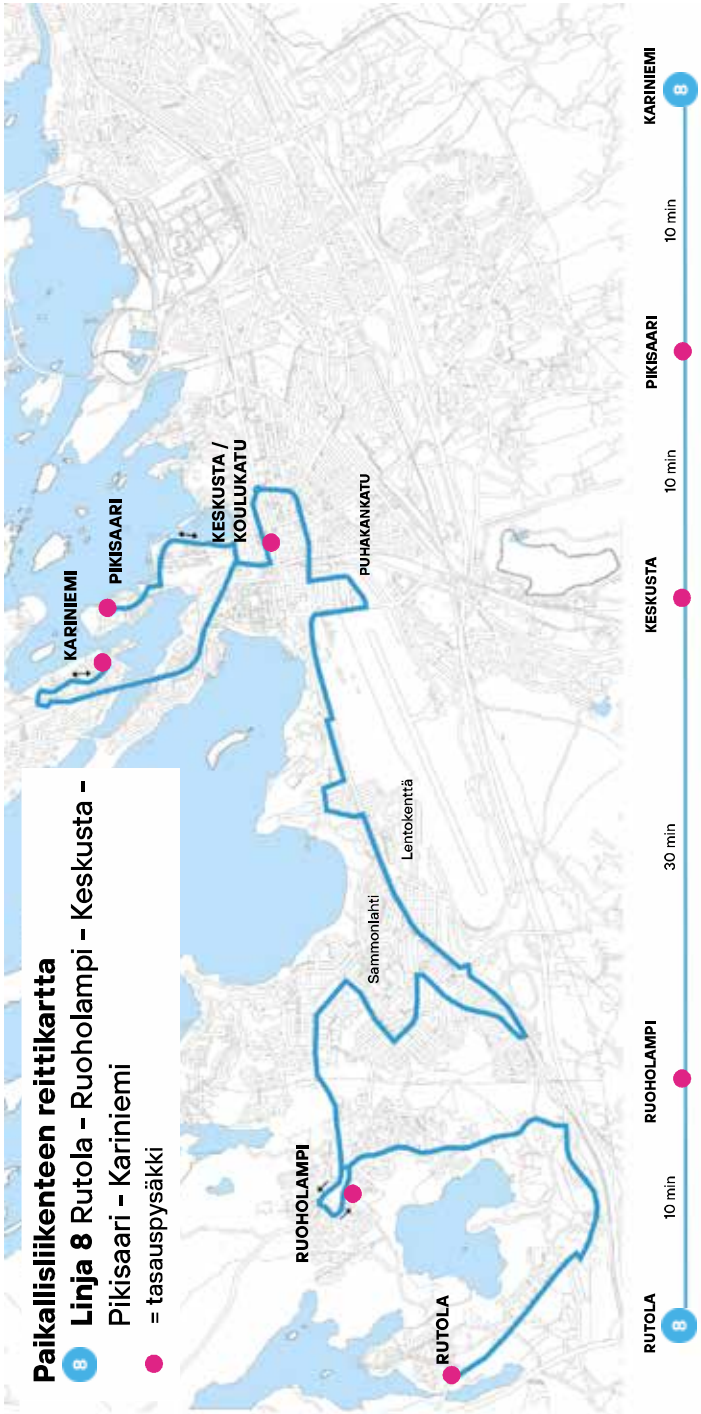 Paikallisliikenteen reittikartta
8 Linja 8 Rutola – Ruoholampi – Keskusta –
Pikisaari – Kariniemi
= tasauspysäkki
KARINIEMI
PIKISAARI
KESKUSTA /
KOULUKATU
PUHAKANKATU
Lentokenttä
Sammonlahti
RUOHOLAMPI
RUTOLA
RUTOLA
8
10 min
RUOHOLAMPI
30 min
KESKUSTA
10 min
PIKISAARI
10 min
KARINIEMI
8